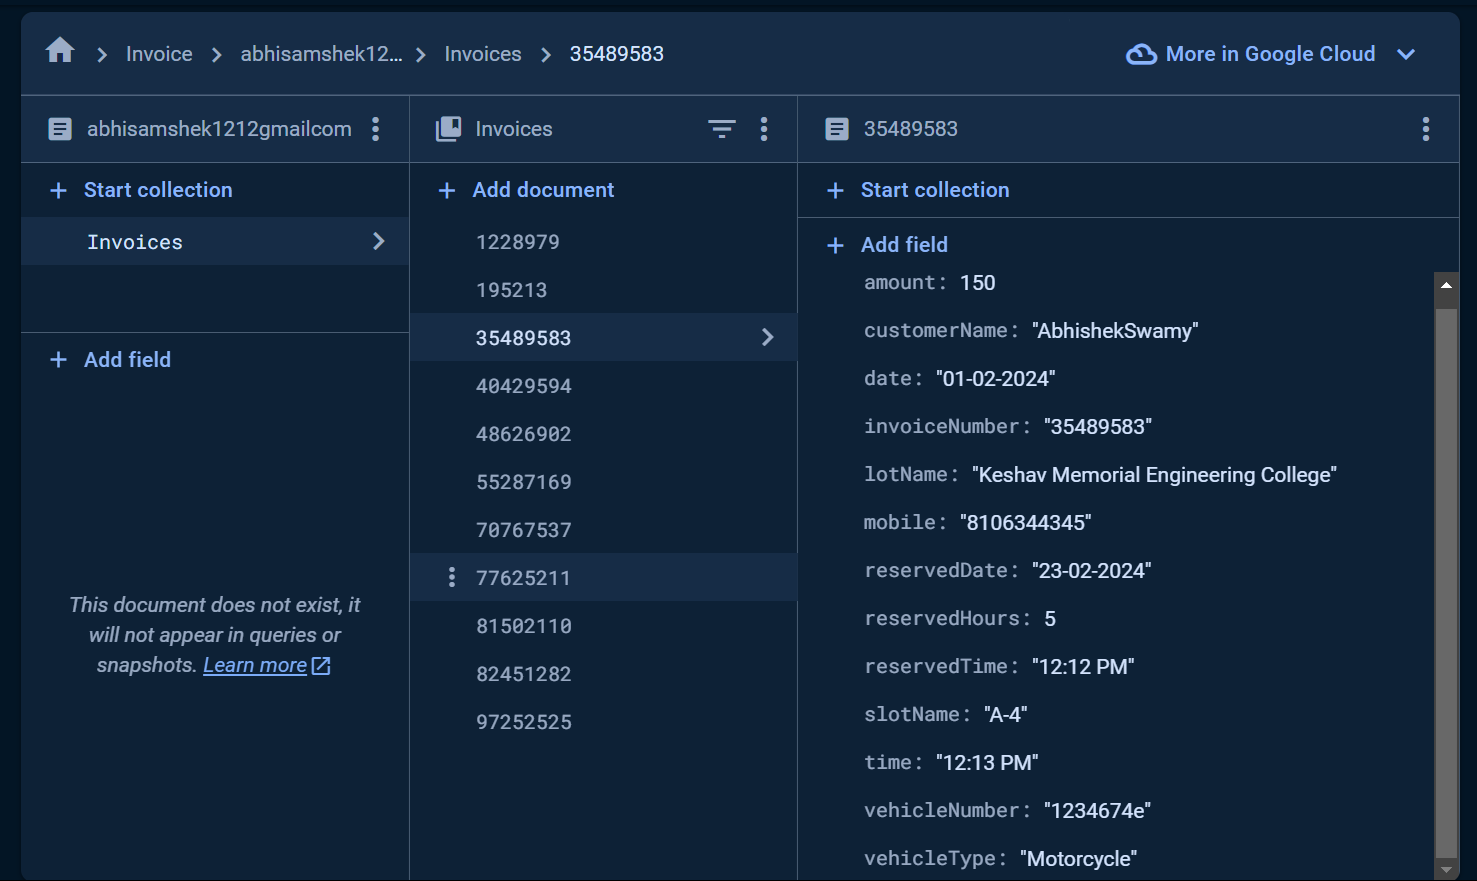 Invoice > abhisamshek12... > Invoices > 35489583
More in Google Cloud
abhisamshek1212gmailcom
+ Start collection
Invoices
+ Add field
This document does not exist, it
will not appear in queries or
snapshots. Learn more
Invoices
+ Add document
1228979
195213
35489583
40429594
48626902
55287169
70767537
77625211
81502110
82451282
97252525
35489583
+ Start collection
+ Add field
amount: 150
customerName: "AbhishekSwamy"
date: "01-02-2024"
invoiceNumber: "35489583"
lotName: "Keshav Memorial Engineering College"
mobile: "8106344345"
reservedDate: "23-02-2024"
reservedHours: 5
reservedTime: "12:12 PM"
slotName: "A-4"
time: "12:13 PM"
vehicleNumber: "1234674e"
vehicleType: "Motorcycle"